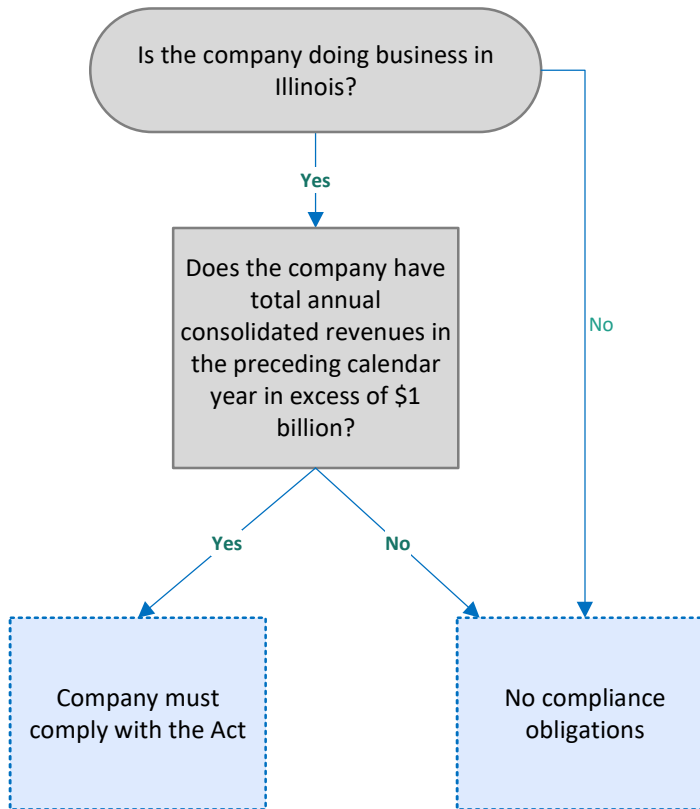 Is the company doing business in
Illinois?
Yes
Does the company have
total annual
consolidated revenues in
the preceding calendar
year in excess of $1
billion?
No
Yes
No
Company must
comply with the Act
No compliance
obligations